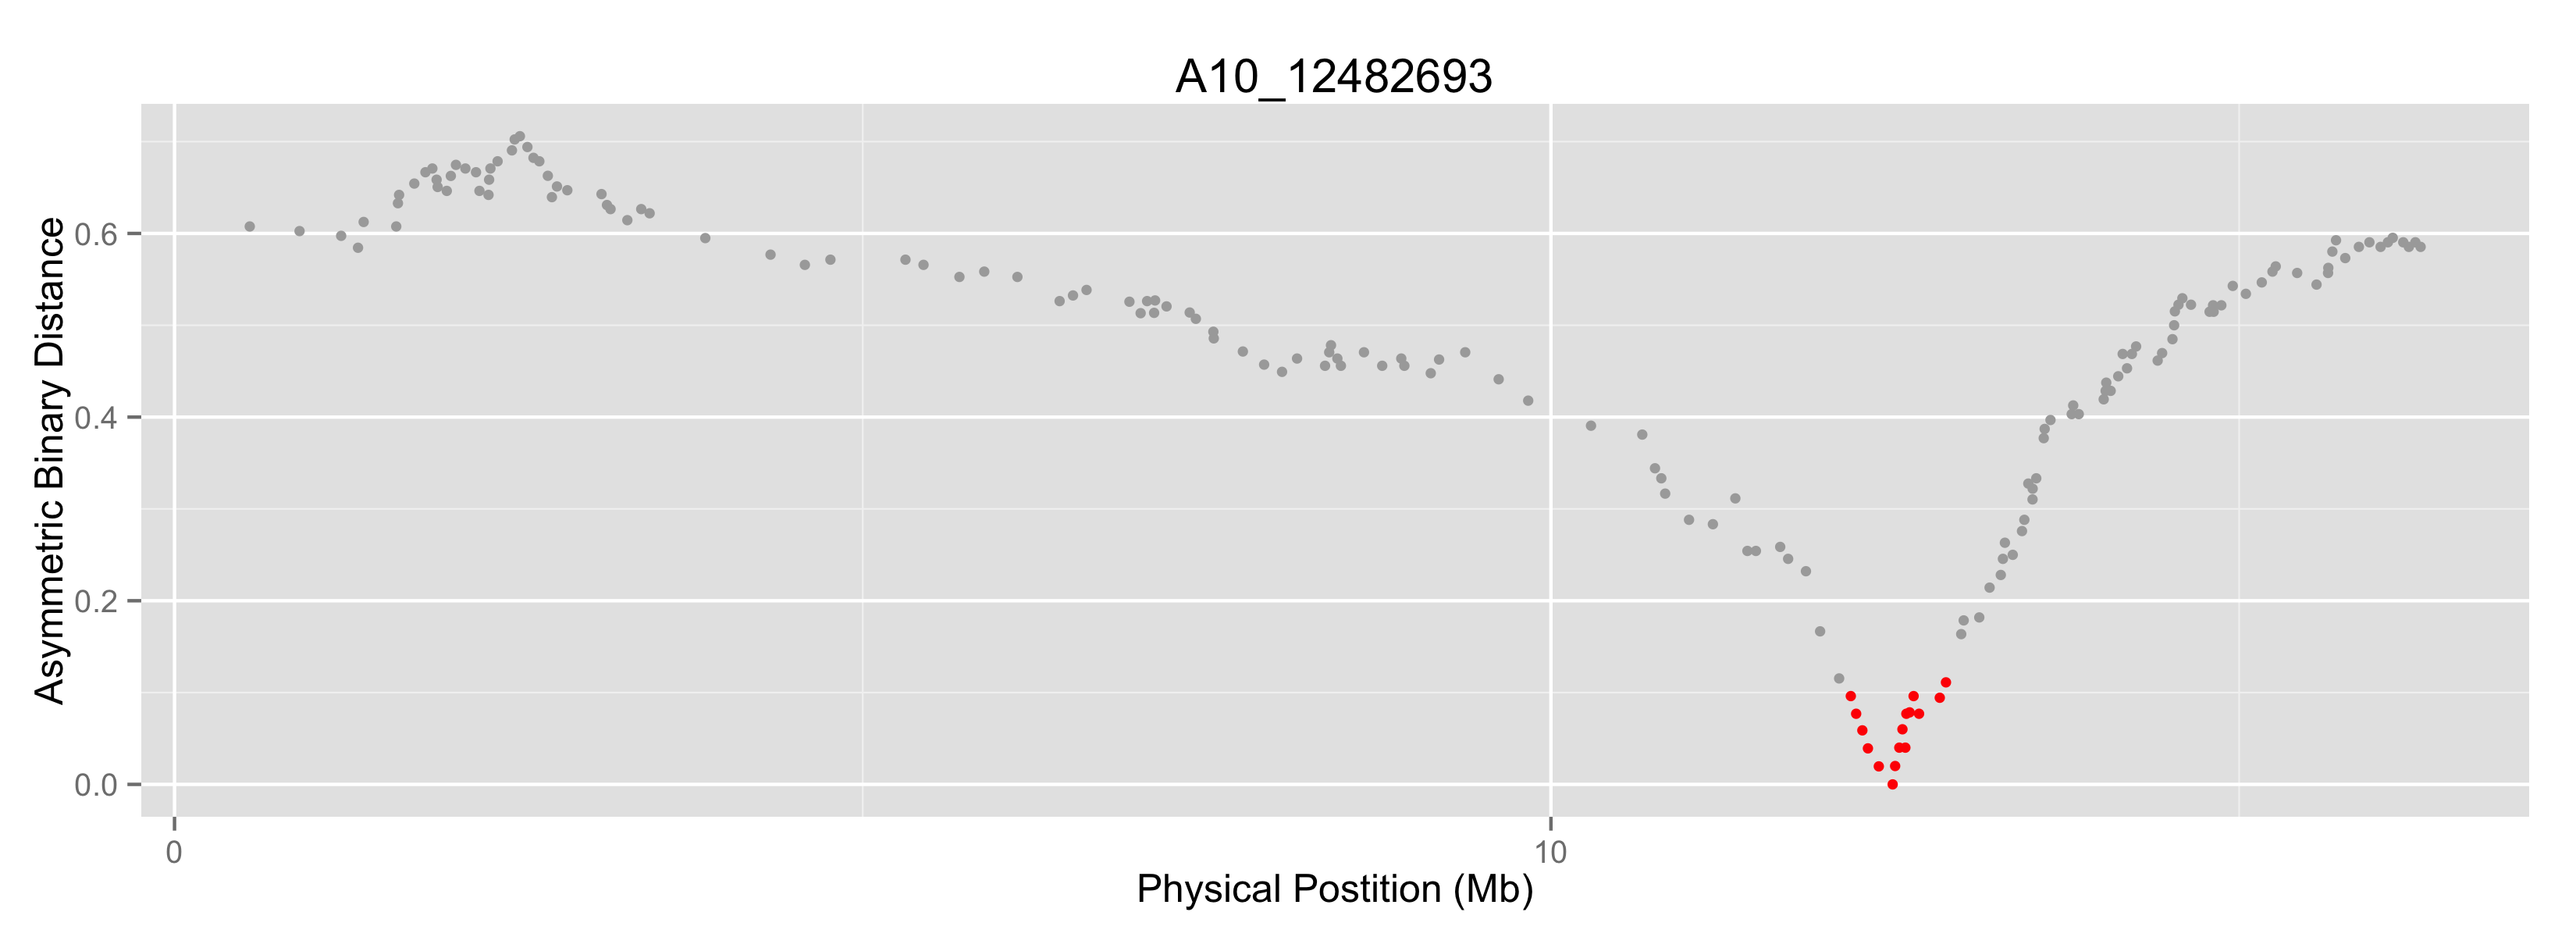 A10_12482693
Asymmetric Binary Distance
0.6
0.4
0.2
0.0
0
10
Physical Postition (Mb)